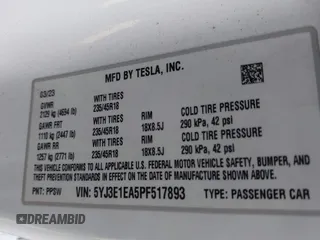 MFD BY TESLA, INC.
03/23
GVWR WITH TIRES
2129 kg (4694 lb) 235/45R18
GAWR FRT WITH TIRES RIM COLD TIRE PRESSURE
1110 kg (2447 lb) 235/45R18 18X8.5J 290 kPa, 42 psi
GAWR RR WITH TIRES RIM COLD TIRE PRESSURE
1257 kg (2771 lb) 235/45R18 18X8.5J 290 kPa, 42 psi
THIS VEHICLE CONFORMS TO ALL APPLICABLE U.S. FEDERAL MOTOR VEHICLE SAFETY, BUMPER, AND
THEFT PREVENTION STANDARDS IN EFFECT ON THE DATE OF MANUFACTURE SHOWN ABOVE.
PNT: PPSW VIN: 5YJ3E1EA5PF517893 TYPE: PASSENGER CAR
DREAMBID